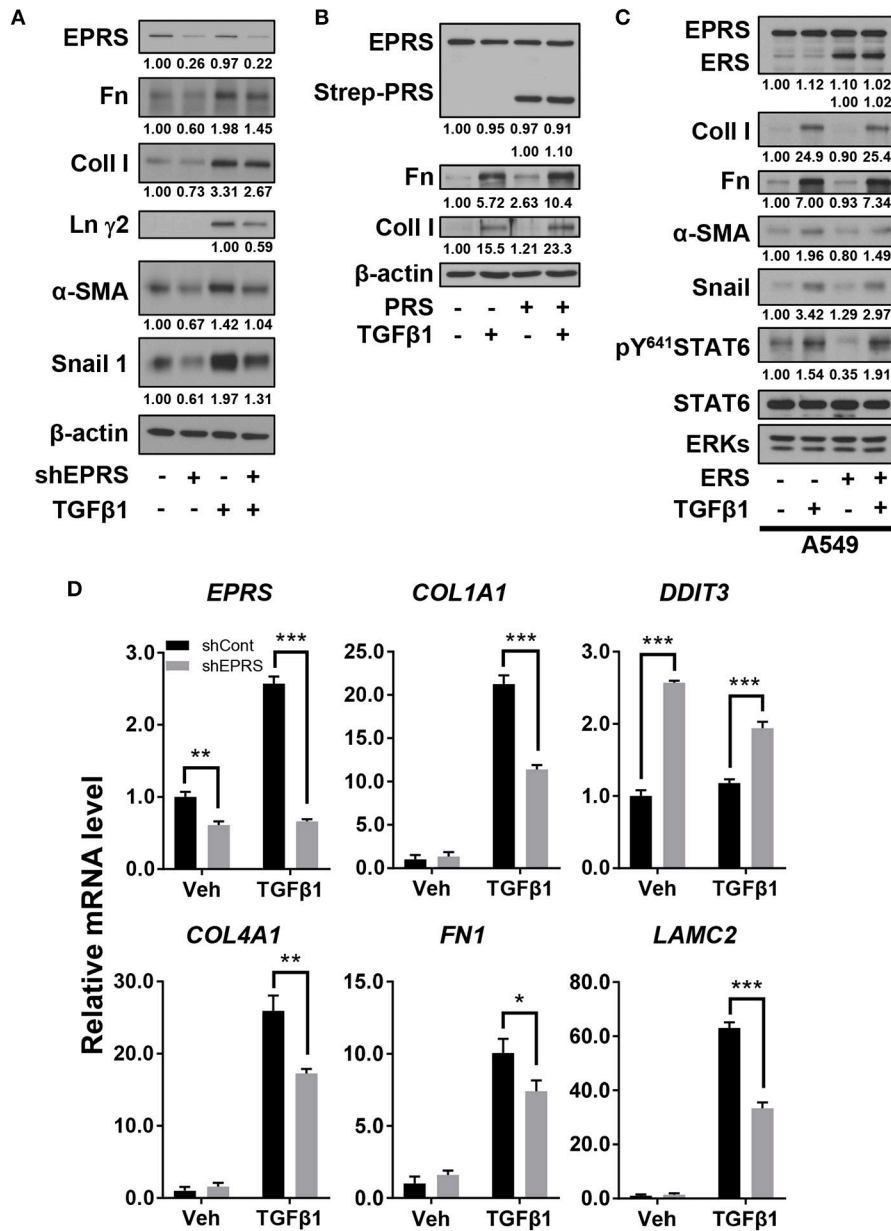 A
EPRS
1.00 0.26 0.97 0.22
Fn
1.00 0.60 1.98 1.45
Coll I
1.00 0.73 3.31 2.67
Ln γ2
1.00 0.59
α-SMA
1.00 0.67 1.42 1.04
Snail 1
1.00 0.61 1.97 1.31
β-actin
shEPRS - + - +
TGFβ1 - - + +
B
EPRS
Strep-PRS
1.00 0.95 0.97 0.91
1.00 1.10
Fn
1.00 5.72 2.63 10.4
Coll I
1.00 15.5 1.21 23.3
β-actin
PRS - - + +
TGFβ1 - + - +
C
EPRS
ERS
1.00 1.12 1.10 1.02
1.00 1.02
Coll I
1.00 24.9 0.90 25.4
Fn
1.00 7.00 0.93 7.34
α-SMA
1.00 1.96 0.80 1.49
Snail
1.00 3.42 1.29 2.97
pY⁶⁴¹STAT6
1.00 1.54 0.35 1.91
STAT6
ERKs
ERS - - + +
TGFβ1 - + - +
A549
D
Relative mRNA level
EPRS
shCont
shEPRS
3.0
2.0
1.0
0.0
** ***
Veh TGFβ1
COL1A1
25.0
20.0
15.0
10.0
5.0
0.0
***
Veh TGFβ1
DDIT3
3.0
2.0
1.0
0.0
*** ***
Veh TGFβ1
COL4A1
30.0
20.0
10.0
0.0
**
Veh TGFβ1
FN1
15.0
10.0
5.0
0.0
*
Veh TGFβ1
LAMC2
80.0
60.0
40.0
20.0
0.0
***
Veh TGFβ1